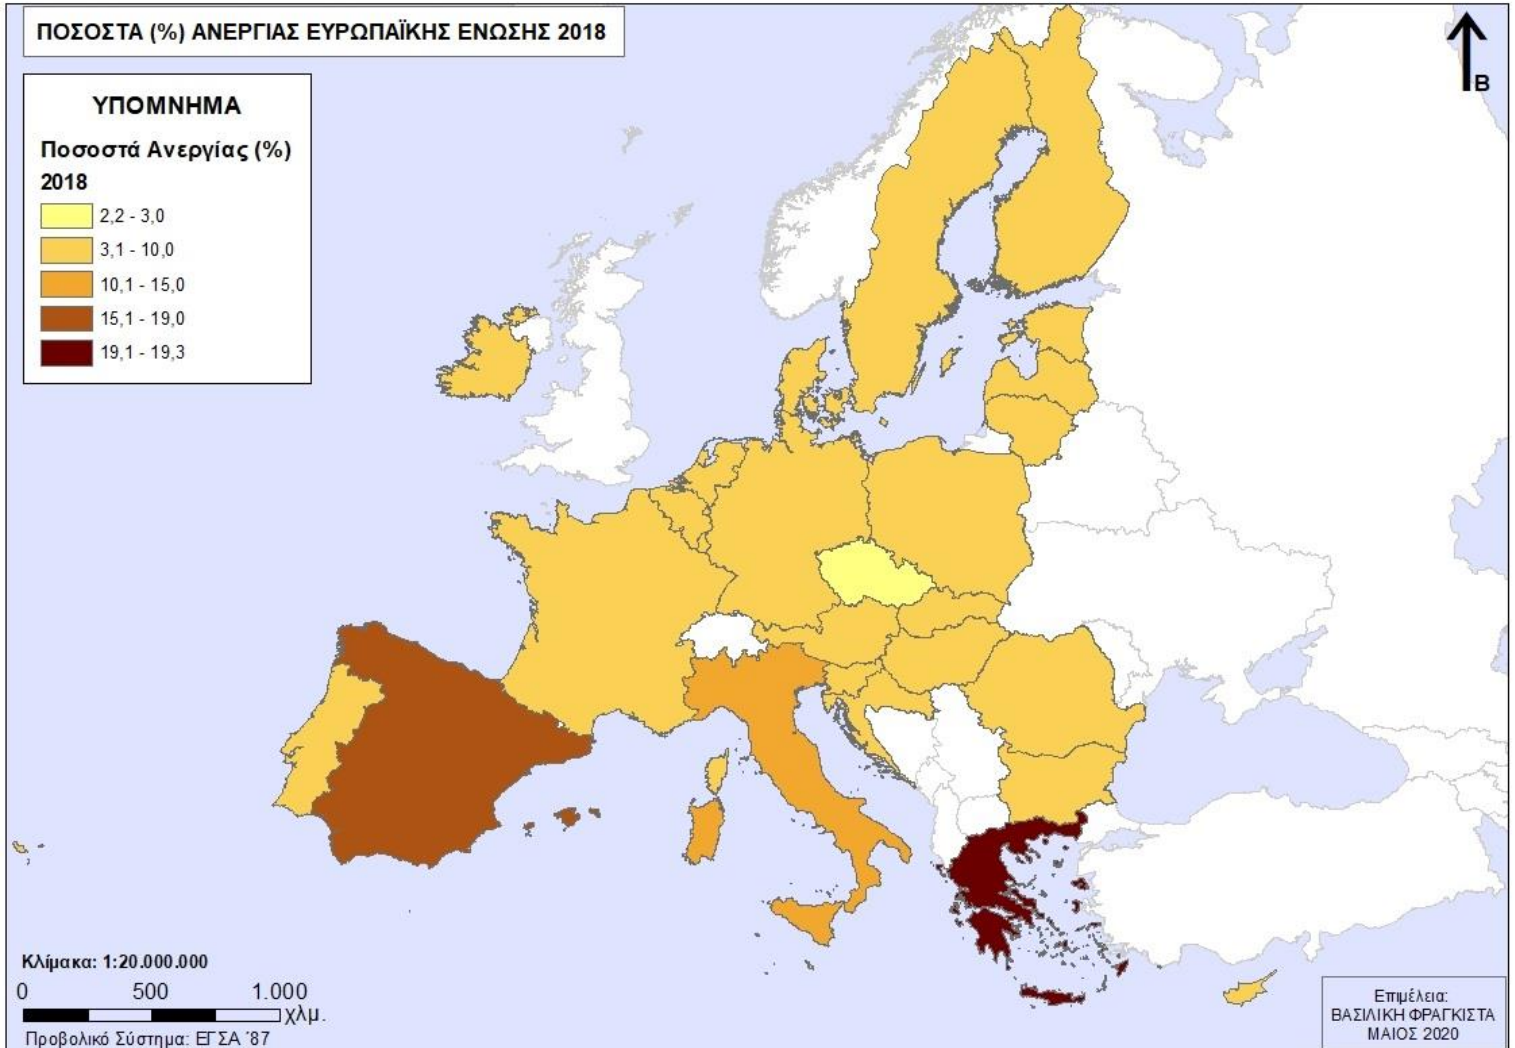 ΠΟΣΟΣΤΑ (%) ΑΝΕΡΓΙΑΣ ΕΥΡΩΠΑΪΚΗΣ ΕΝΩΣΗΣ 2018
Β
ΥΠΟΜΝΗΜΑ
Ποσοστά Ανεργίας (%)
2018
2,2 - 3,0
3,1 - 10,0
10,1 - 15,0
15,1 - 19,0
19,1 - 19,3
Κλίμακα: 1:20.000.000
0 500 1.000
χλμ.
Προβολικό Σύστημα: ΕΓΣΑ ΄87
Επιμέλεια:
ΒΑΣΙΛΙΚΗ ΦΡΑΓΚΙΣΤΑ
ΜΑΙΟΣ 2020